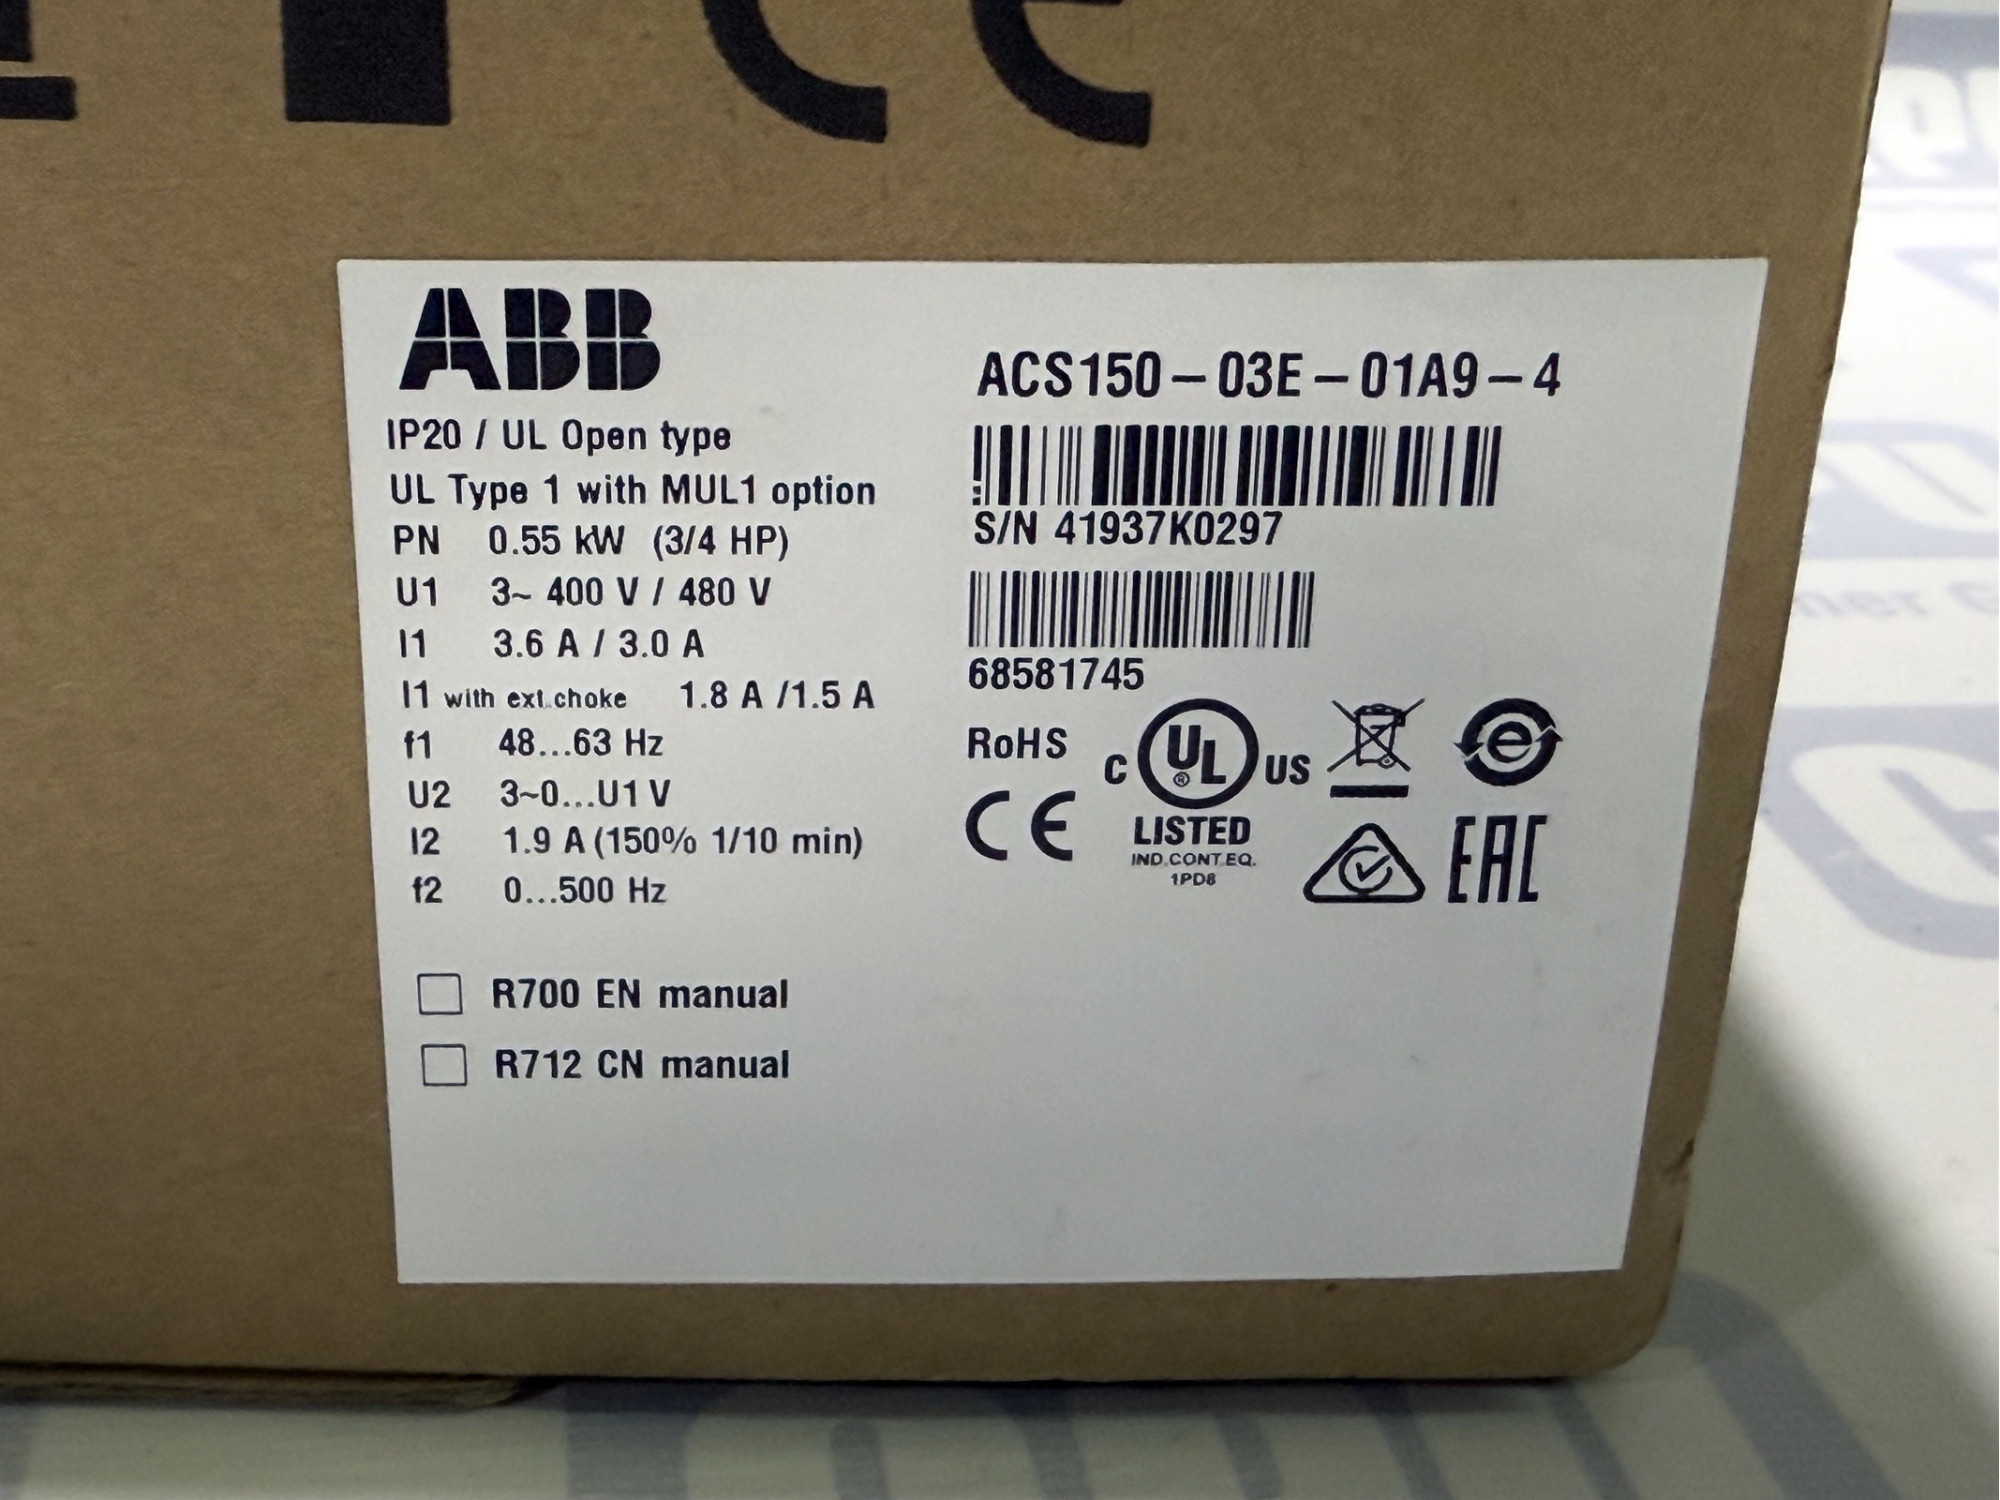 CE
ABB
IP20 / UL Open type
UL Type 1 with MUL1 option
PN 0.55 kW (3/4 HP)
U1 3~ 400 V / 480 V
I1 3.6 A / 3.0 A
I1 with ext.choke 1.8 A /1.5 A
f1 48...63 Hz
U2 3~0...U1 V
I2 1.9 A (150% 1/10 min)
f2 0...500 Hz
R700 EN manual
R712 CN manual
ACS150-03E-01A9-4
S/N 41937K0297
68581745
RoHS
C UL® US
LISTED
IND.CONT.EQ.
1PD8
e
CE
EAC